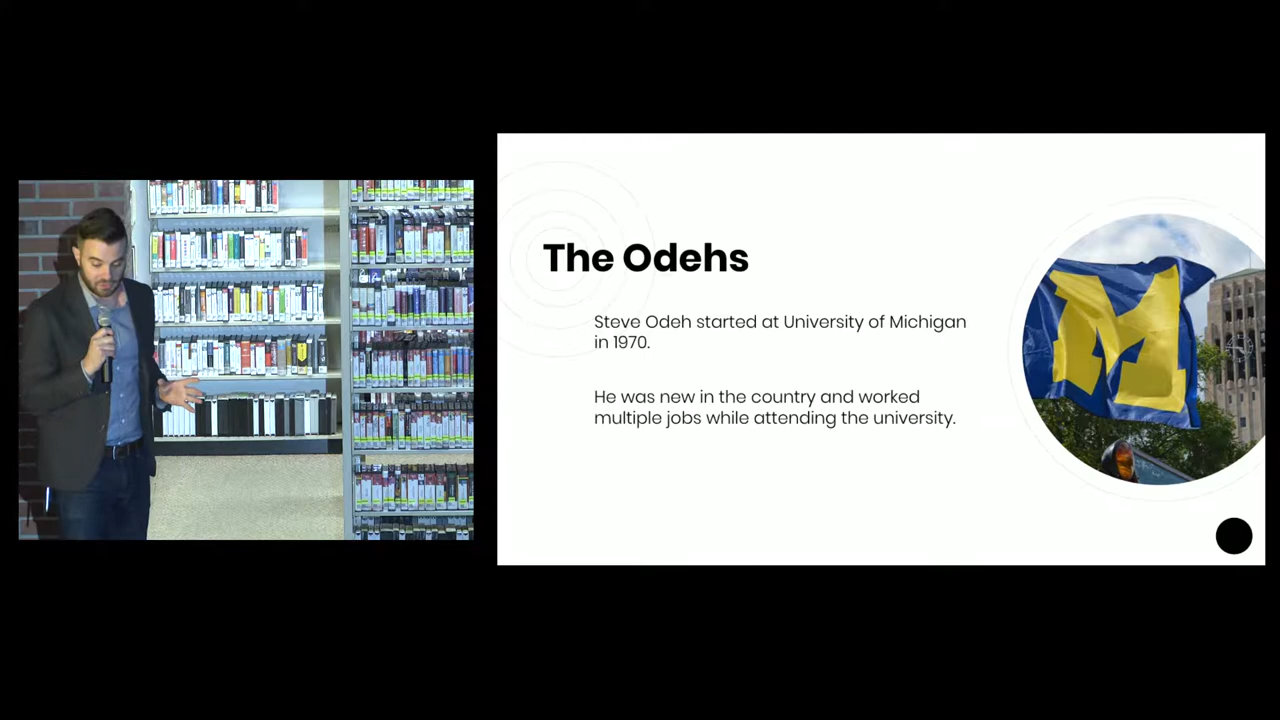 The Odehs
Steve Odeh started at University of Michigan
in 1970.
He was new in the country and worked
multiple jobs while attending the university.
M